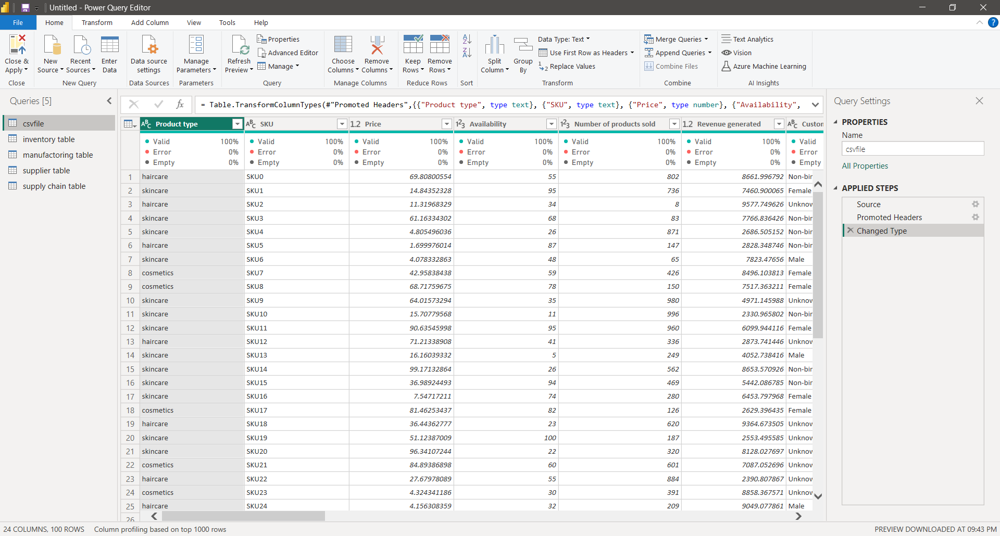 Untitled - Power Query Editor
File Home Transform Add Column View Tools Help
Close & Apply
Close
New Source
Recent Sources
Enter Data
New Query
Data source settings
Data Sources
Manage Parameters
Parameters
Refresh Preview
Properties
Advanced Editor
Manage
Query
Choose Columns
Remove Columns
Manage Columns
Keep Rows
Remove Rows
Reduce Rows
Sort
Split Column
Group By
Data Type: Text
Use First Row as Headers
Replace Values
Transform
Merge Queries
Append Queries
Combine Files
Combine
Text Analytics
Vision
Azure Machine Learning
AI Insights
Queries [5]
csvfile
inventory table
manufactoring table
supplier table
supply chain table
fx = Table.TransformColumnTypes(#"Promoted Headers",{{"Product type", type text}, {"SKU", type text}, {"Price", type number}, {"Availability",
Product type SKU 1.2 Price Availability Number of products sold 1.2 Revenue generated Custon
Valid 100% Valid 100% Valid 100% Valid 100% Valid 100% Valid 100% Valid
Error 0% Error 0% Error 0% Error 0% Error 0% Error 0% Error
Empty 0% Empty 0% Empty 0% Empty 0% Empty 0% Empty 0% Empty
1 haircare SKU0 69.80800554 55 802 8661.996792 Non-bir
2 skincare SKU1 14.84352328 95 736 7460.900065 Female
3 haircare SKU2 11.31968329 34 8 9577.749626 Unknov
4 skincare SKU3 61.16334302 68 83 7766.836426 Non-bir
5 skincare SKU4 4.805496036 26 871 2686.505152 Non-bir
6 haircare SKU5 1.699976014 87 147 2828.348746 Non-bir
7 skincare SKU6 4.078332863 48 65 7823.47656 Male
8 cosmetics SKU7 42.95838438 59 426 8496.103813 Female
9 cosmetics SKU8 68.71759675 78 150 7517.363211 Female
10 skincare SKU9 64.01573294 35 980 4971.145988 Unknov
11 skincare SKU10 15.70779568 11 996 2330.965802 Non-bir
12 skincare SKU11 90.63545998 95 960 6099.944116 Female
13 haircare SKU12 71.21338908 41 336 2873.741446 Unknov
14 skincare SKU13 16.16039332 5 249 4052.738416 Male
15 skincare SKU14 99.17132864 26 562 8653.570926 Non-bir
16 skincare SKU15 36.98924493 94 469 5442.086785 Non-bir
17 skincare SKU16 7.54717211 74 280 6453.797968 Female
18 cosmetics SKU17 81.46253437 82 126 2629.396435 Female
19 haircare SKU18 36.44362777 23 620 9364.673505 Unknov
20 skincare SKU19 51.12387009 100 187 2553.495585 Unknov
21 skincare SKU20 96.34107244 22 320 8128.027697 Unknov
22 cosmetics SKU21 84.89386898 60 601 7087.052696 Unknov
23 haircare SKU22 27.67978089 55 884 2390.807867 Unknov
24 cosmetics SKU23 4.324341186 30 391 8858.367571 Unknov
25 haircare SKU24 4.156308359 32 209 9049.077861 Male
26
Query Settings
PROPERTIES
Name
csvfile
All Properties
APPLIED STEPS
Source
Promoted Headers
Changed Type
24 COLUMNS, 100 ROWS Column profiling based on top 1000 rows
PREVIEW DOWNLOADED AT 09:43 PM